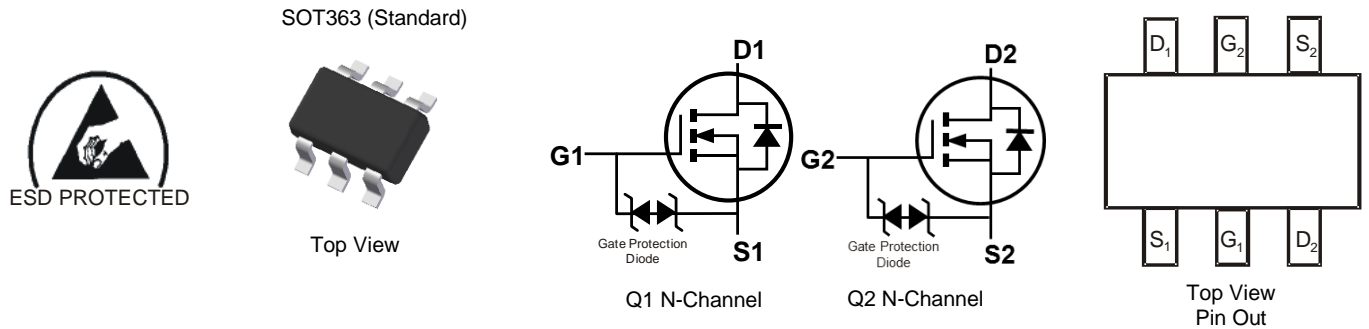 SOT363 (Standard)
ESD PROTECTED
Top View
D1
G1
Gate Protection
Diode
S1
Q1 N-Channel
D2
G2
Gate Protection
Diode
S2
Q2 N-Channel
D₁ G₂ S₂
S₁ G₁ D₂
Top View
Pin Out